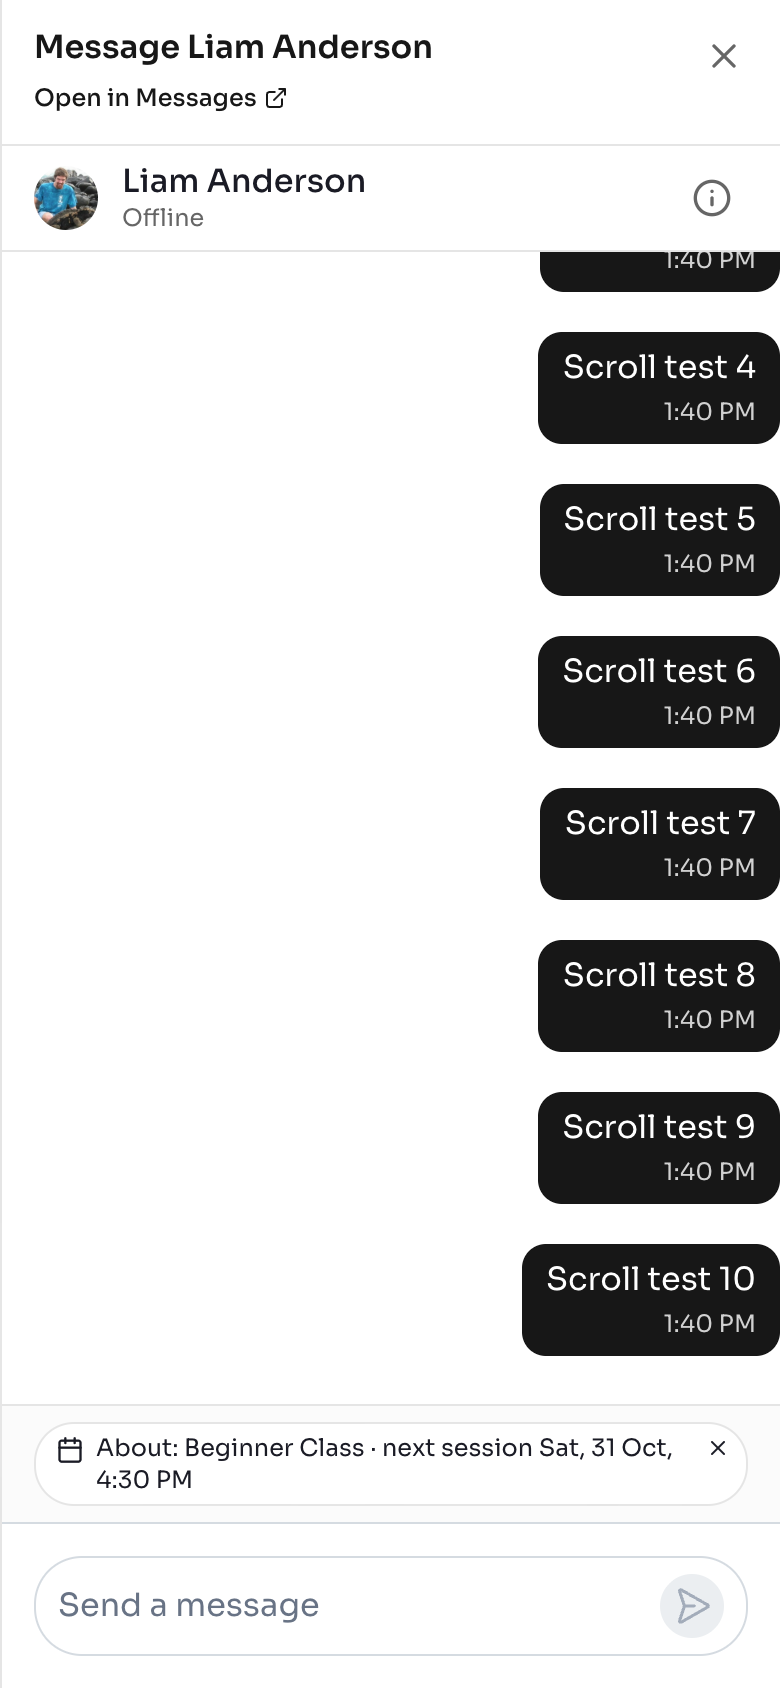 Message Liam Anderson
Open in Messages
Liam Anderson
Offline
1:40 PM
Scroll test 4
1:40 PM
Scroll test 5
1:40 PM
Scroll test 6
1:40 PM
Scroll test 7
1:40 PM
Scroll test 8
1:40 PM
Scroll test 9
1:40 PM
Scroll test 10
1:40 PM
About: Beginner Class · next session Sat, 31 Oct,
4:30 PM
Send a message